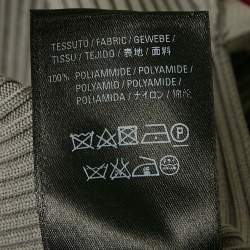 TESSUTO / FABRIC / GEWEBE /
TISSU / TEJIDO / 表地 / 面料
100% POLIAMMIDE / POLYAMIDE /
POLYAMID / POLYAMIDE /
POLIAMIDA / ナイロン / 锦纶
P